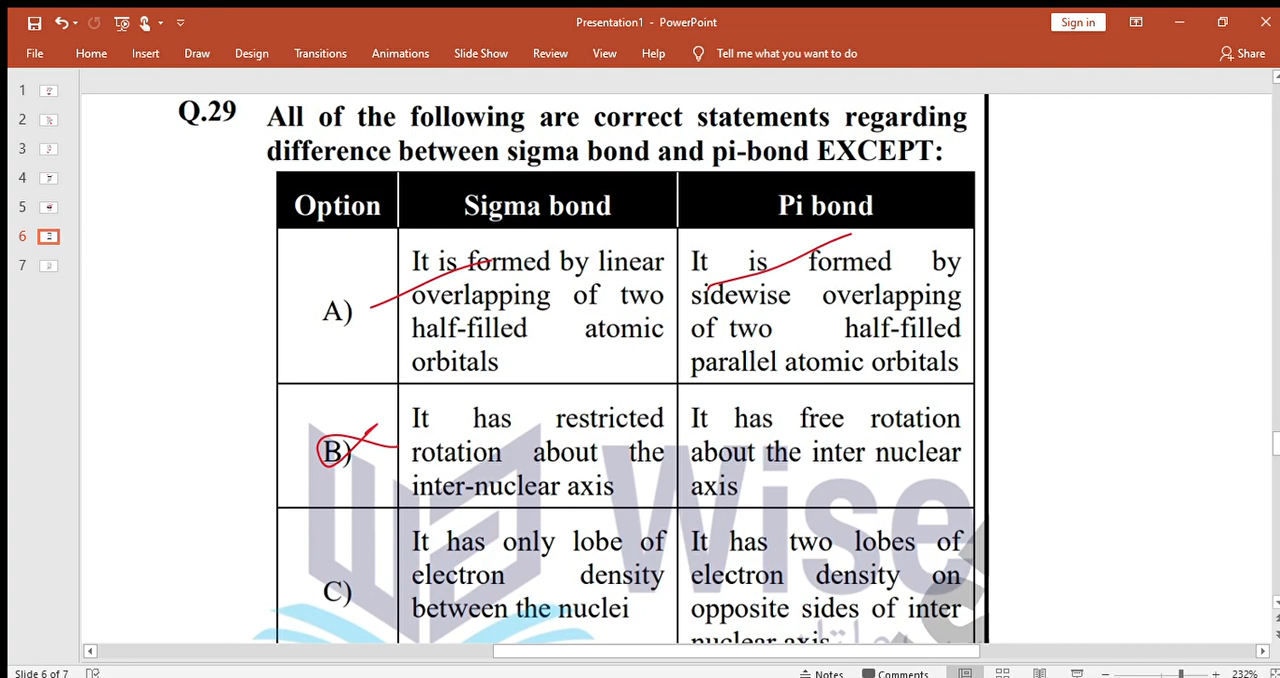 Presentation1 - PowerPoint
Sign in
File Home Insert Draw Design Transitions Animations Slide Show Review View Help Tell me what you want to do Share
1
2
3
4
5
6
7
Q.29 All of the following are correct statements regarding
difference between sigma bond and pi-bond EXCEPT:
Option Sigma bond Pi bond
A)
It is formed by linear
overlapping of two
half-filled atomic
orbitals
It is formed by
sidewise overlapping
of two half-filled
parallel atomic orbitals
B)
It has restricted
rotation about the
inter-nuclear axis
It has free rotation
about the inter nuclear
axis
C)
It has only lobe of
electron density
between the nuclei
It has two lobes of
electron density on
opposite sides of inter
nuclear axis
Wise
Slide 6 of 7 Notes Comments 232%